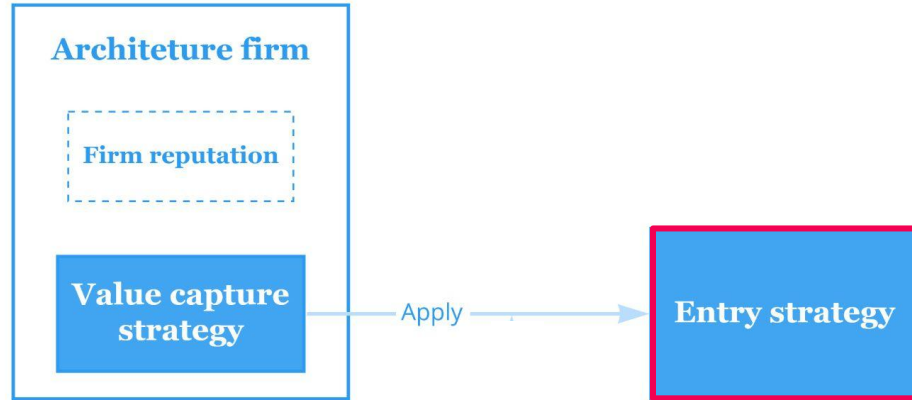 Architeture firm
Firm reputation
Value capture
strategy
Apply
Entry strategy